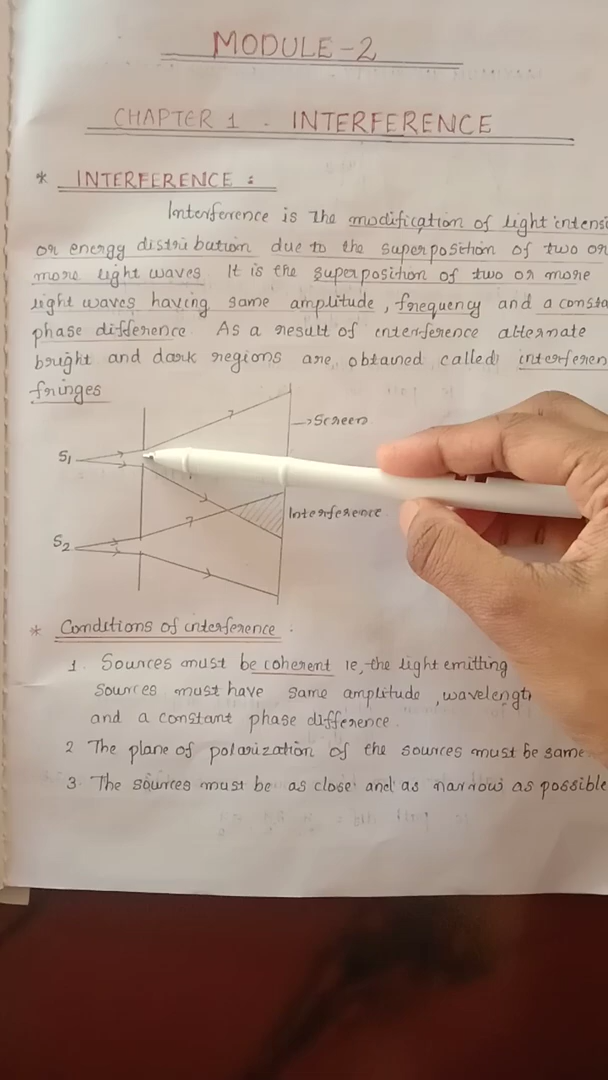 MODULE-2
CHAPTER 1 - INTERFERENCE
* INTERFERENCE :
Interference is the modification of light intens
or energy distribution due to the superposition of two or
more light waves. It is the superposition of two or more
light waves having same amplitude, frequency and a consta
phase difference. As a result of interference alternate
bright and dark regions are obtained called interferen
fringes
→ Screen
S1
Interference
S2
* Conditions of interference :
1. Sources must be coherent ie, the light emitting
sources must have same amplitude, wavelengt
and a constant phase difference.
2 The plane of polarization of the sources must be same
3. The sources must be as close and as narrow as possible